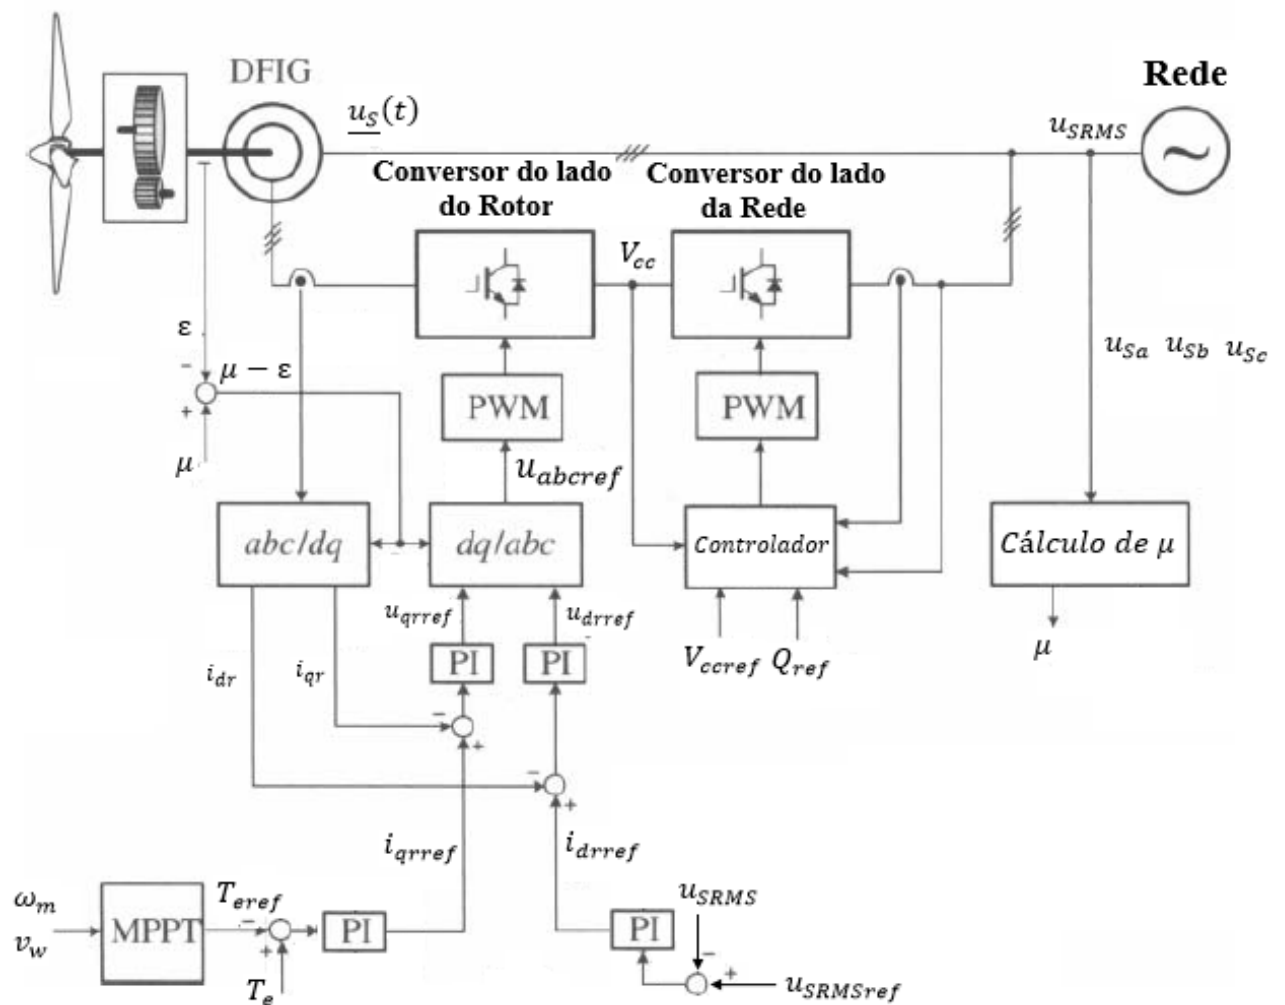 DFIG
Rede
u_S(t)
u_SRMS
Conversor do lado
do Rotor
Conversor do lado
da Rede
V_cc
ε
-
μ − ε
+
μ
PWM
PWM
u_Sa u_Sb u_Sc
u_abcref
abc/dq
dq/abc
Controlador
Cálculo de μ
u_qrref
u_drref
V_ccref Q_ref
μ
i_dr
i_qr
PI
PI
-
+
-
+
i_qrref
i_drref
ω_m
v_w
MPPT
T_eref
-
+
T_e
PI
PI
u_SRMS
-
+
u_SRMSref